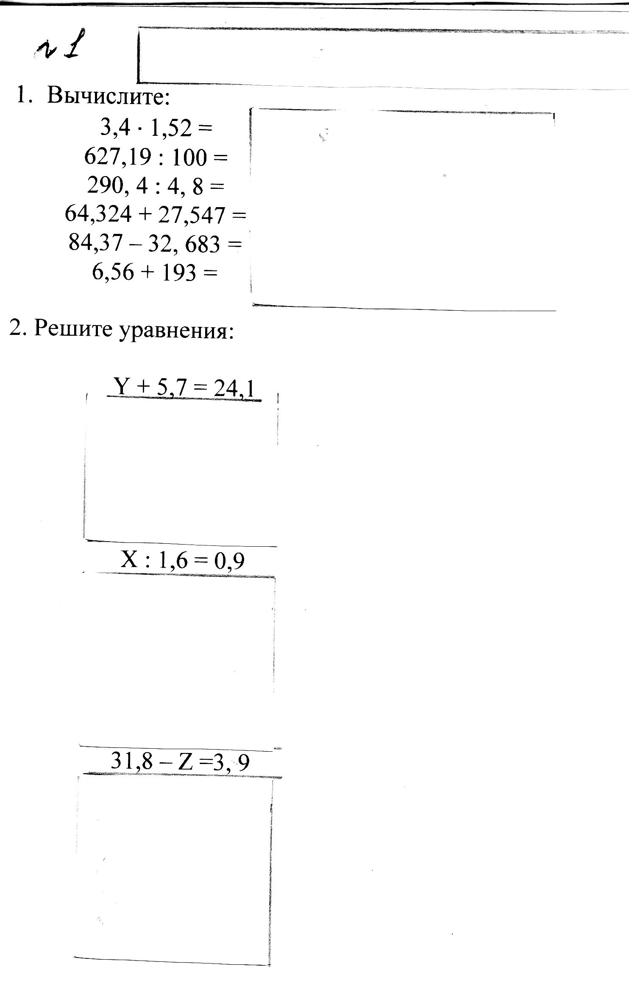 № 1
1. Вычислите:
3,4 · 1,52 =
627,19 : 100 =
290, 4 : 4, 8 =
64,324 + 27,547 =
84,37 – 32, 683 =
6,56 + 193 =
2. Решите уравнения:
Y + 5,7 = 24,1
X : 1,6 = 0,9
31,8 – Z =3, 9